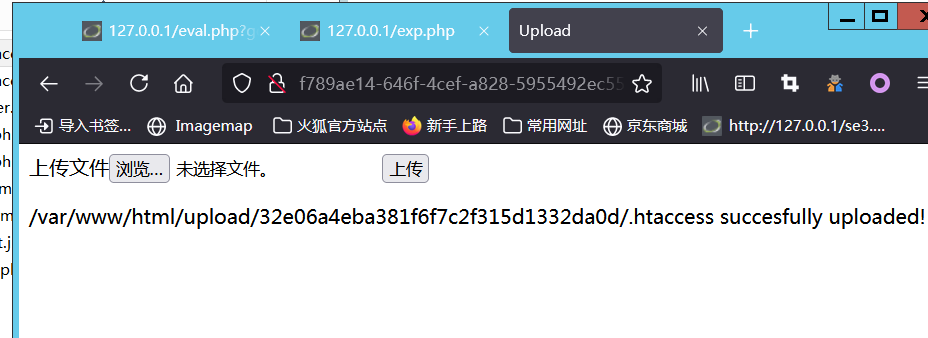 127.0.0.1/eval.php?g
127.0.0.1/exp.php
Upload
f789ae14-646f-4cef-a828-5955492ec55
导入书签...
Imagemap
火狐官方站点
新手上路
常用网址
京东商城
http://127.0.0.1/se3....
上传文件 浏览... 未选择文件。 上传
/var/www/html/upload/32e06a4eba381f6f7c2f315d1332da0d/.htaccess succesfully uploaded!